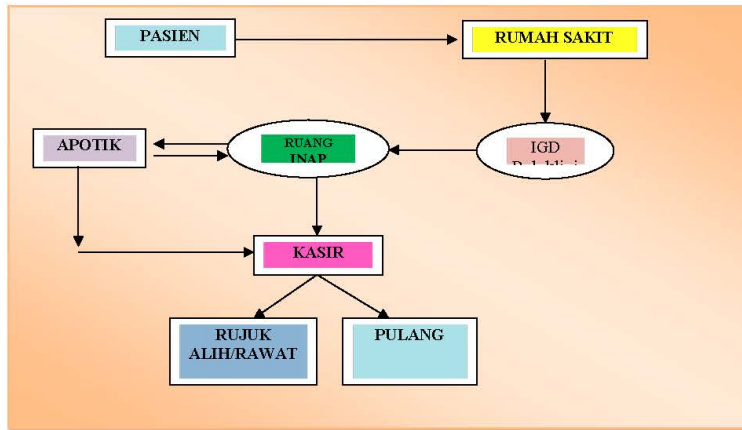 PASIEN
RUMAH SAKIT
APOTIK
RUANG
INAP
IGD
KASIR
RUJUK
ALIH/RAWAT
PULANG